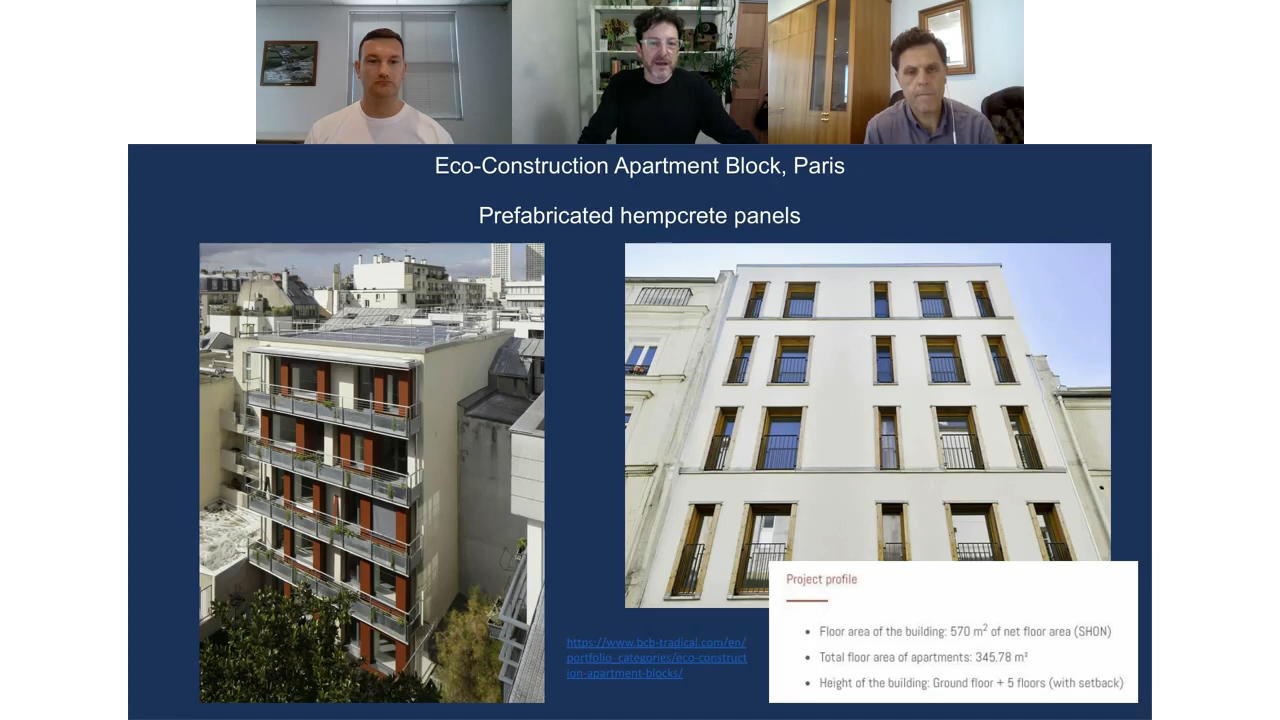 Eco-Construction Apartment Block, Paris
Prefabricated hempcrete panels
https://www.bcb-tradical.com/en/
portfolio_categories/eco-construct
ion-apartment-blocks/
Project profile
• Floor area of the building: 570 m² of net floor area (SHON)
• Total floor area of apartments: 345.78 m²
• Height of the building: Ground floor + 5 floors (with setback)